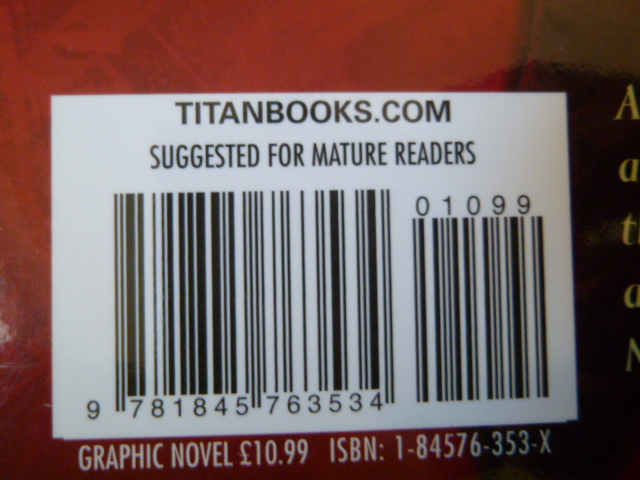 TITANBOOKS.COM
SUGGESTED FOR MATURE READERS
01099
9 781845 763534
GRAPHIC NOVEL £10.99 ISBN: 1-84576-353-X